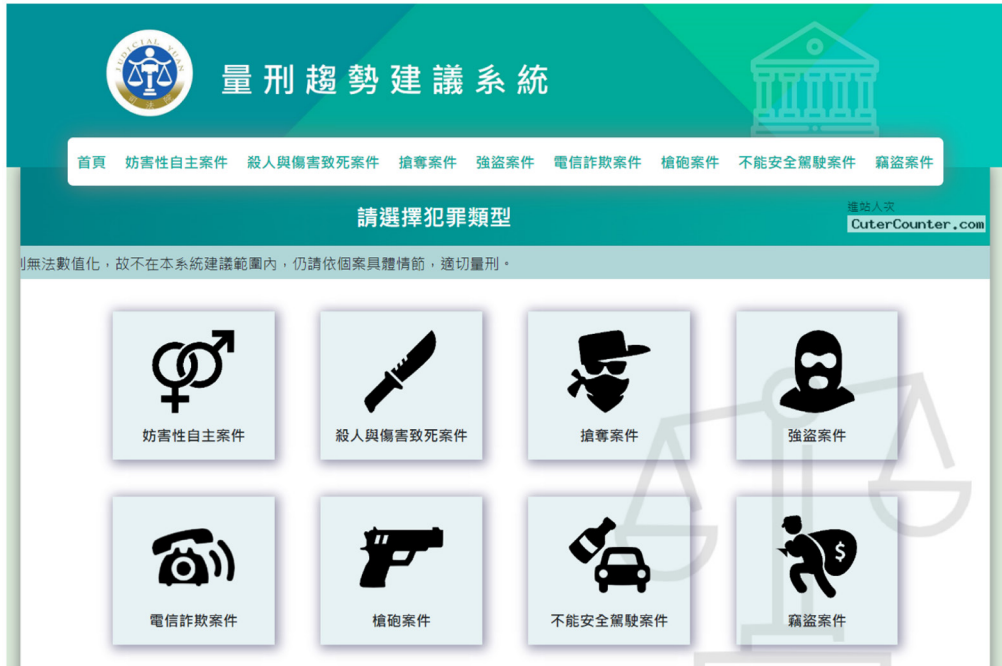 JUDICIAL YUAN
量刑趨勢建議系統
首頁 妨害性自主案件 殺人與傷害致死案件 搶奪案件 強盜案件 電信詐欺案件 槍砲案件 不能安全駕駛案件 竊盜案件
請選擇犯罪類型
進站人次
CuterCounter.com
無法數值化，故不在本系統建議範圍內，仍請依個案具體情節，適切量刑。
妨害性自主案件
殺人與傷害致死案件
搶奪案件
強盜案件
$
電信詐欺案件
槍砲案件
不能安全駕駛案件
竊盜案件